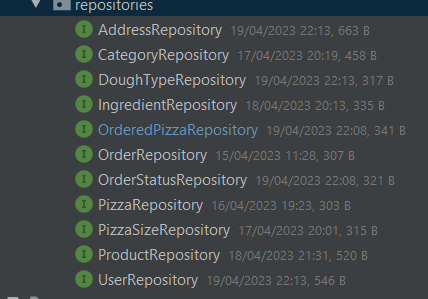 repositories
I AddressRepository 19/04/2023 22:13, 663 B
I CategoryRepository 17/04/2023 20:19, 458 B
I DoughTypeRepository 19/04/2023 22:13, 317 B
I IngredientRepository 18/04/2023 20:13, 335 B
I OrderedPizzaRepository 19/04/2023 22:08, 341 B
I OrderRepository 15/04/2023 11:28, 307 B
I OrderStatusRepository 19/04/2023 22:08, 321 B
I PizzaRepository 16/04/2023 19:23, 303 B
I PizzaSizeRepository 17/04/2023 20:01, 315 B
I ProductRepository 18/04/2023 21:31, 520 B
I UserRepository 19/04/2023 22:13, 546 B